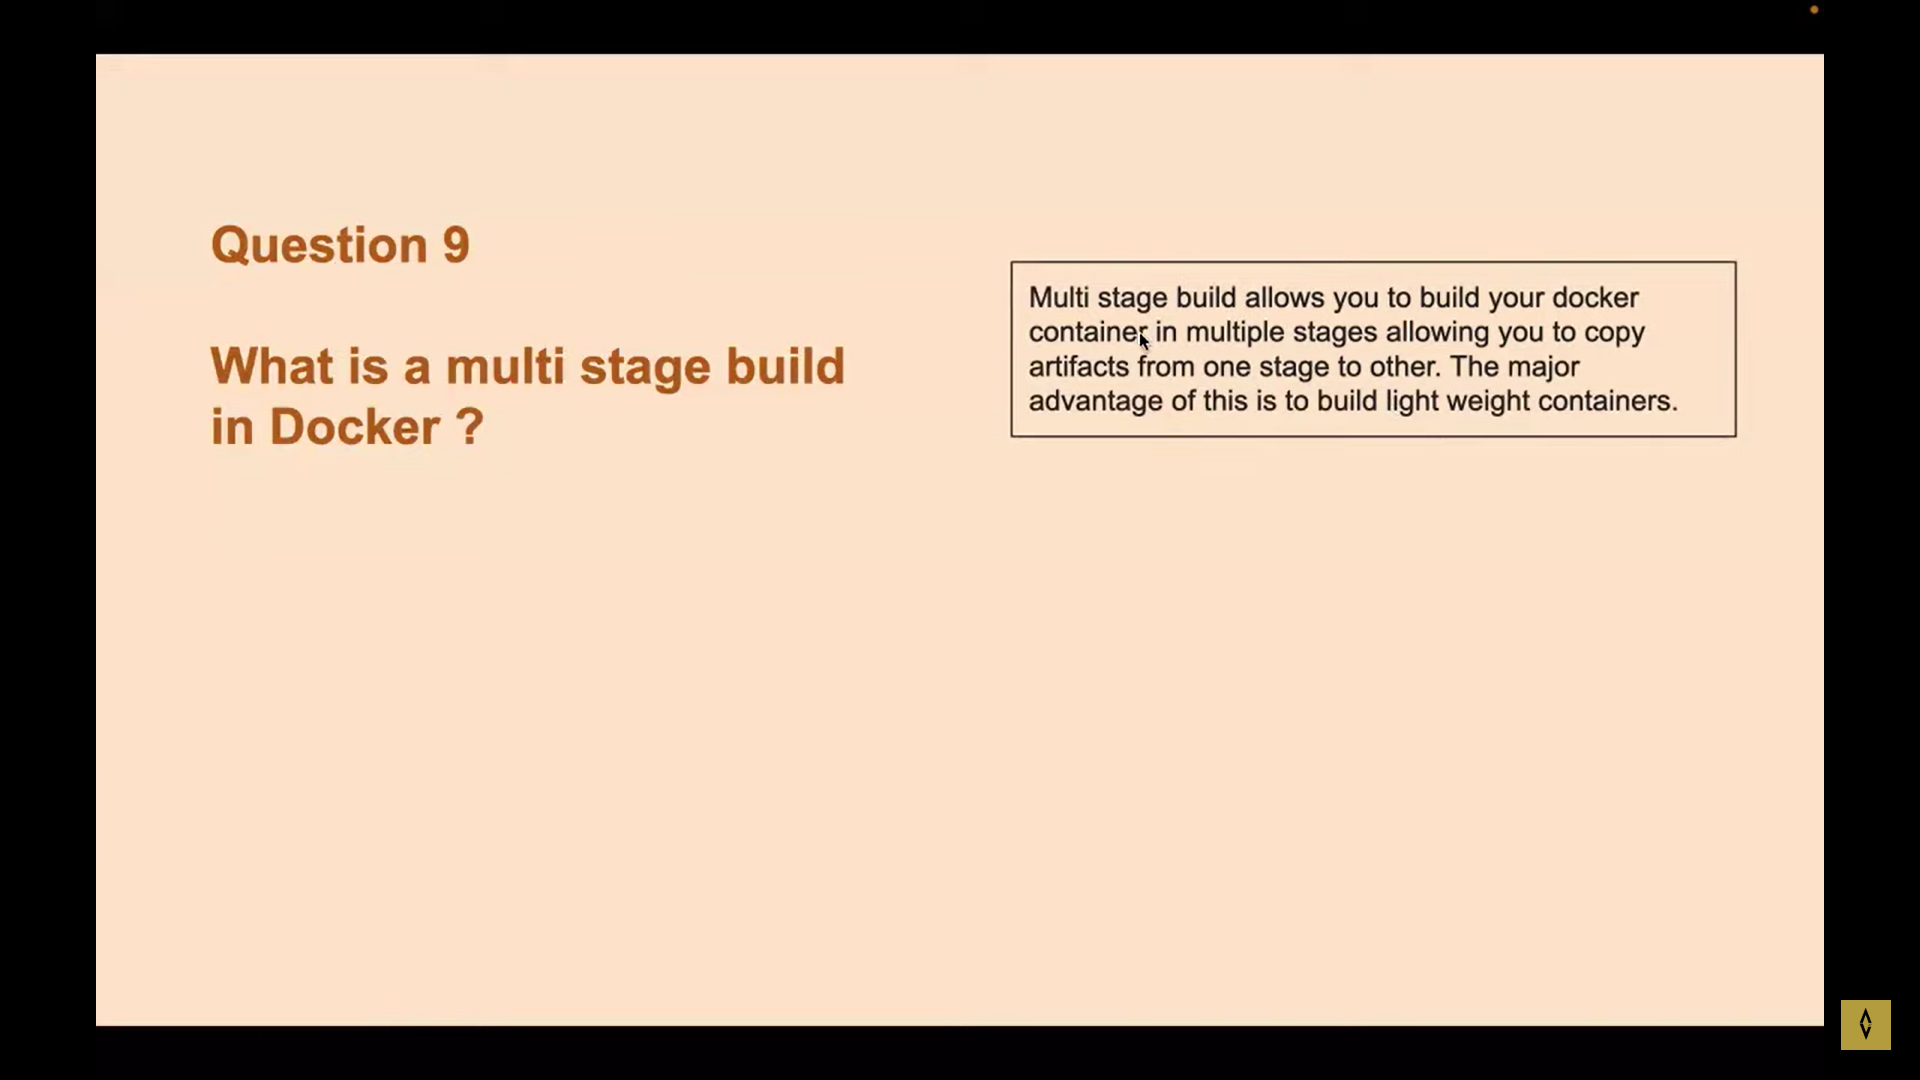 Question 9
What is a multi stage build
in Docker ?
Multi stage build allows you to build your docker
container in multiple stages allowing you to copy
artifacts from one stage to other. The major
advantage of this is to build light weight containers.